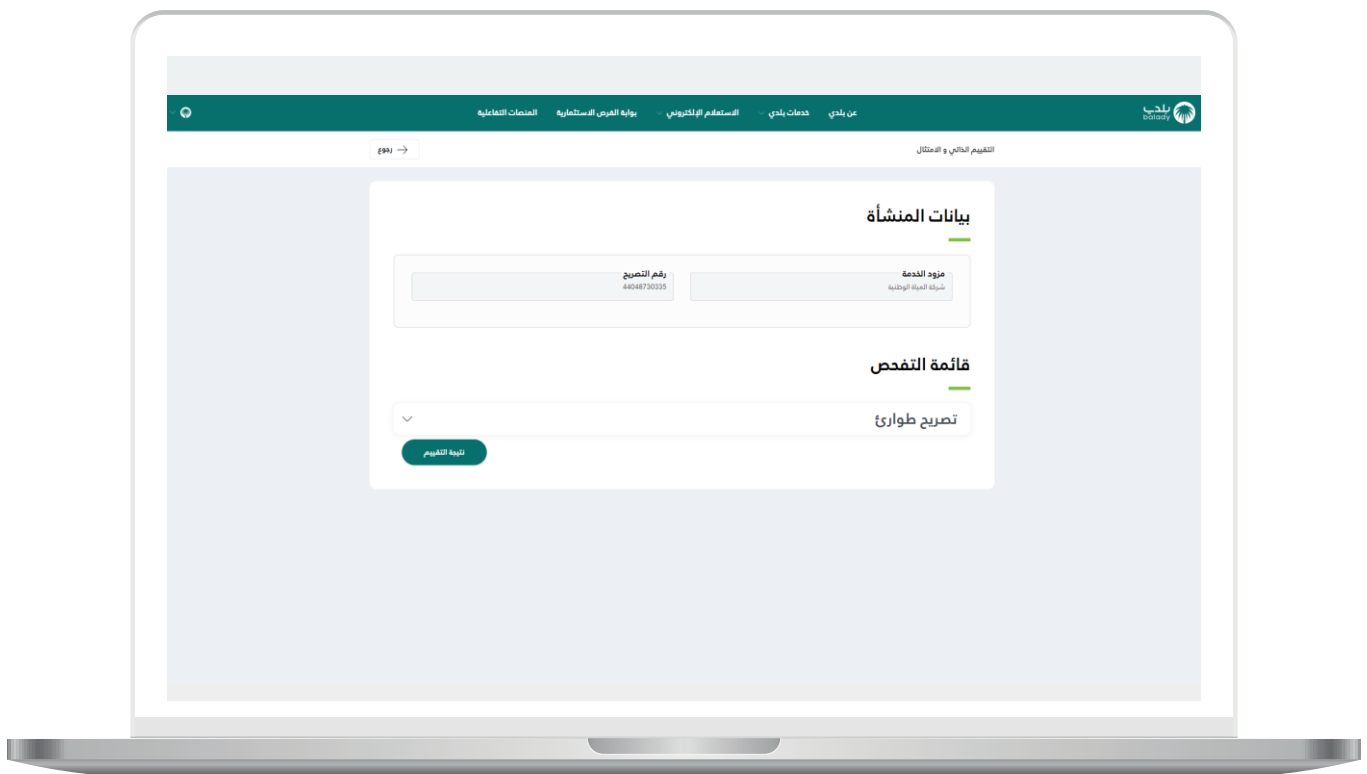 بلدي
balady
عن بلدي
خدمات بلدي
الاستعلام الإلكتروني
بوابة الفرص الاستثمارية
المنصات التفاعلية
التقييم الذاتي و الامتثال
رجوع
بيانات المنشأة
مزود الخدمة
شركة المياة الوطنية
رقم التصريح
44048730335
قائمة التفحص
تصريح طوارئ
نتيجة التقييم